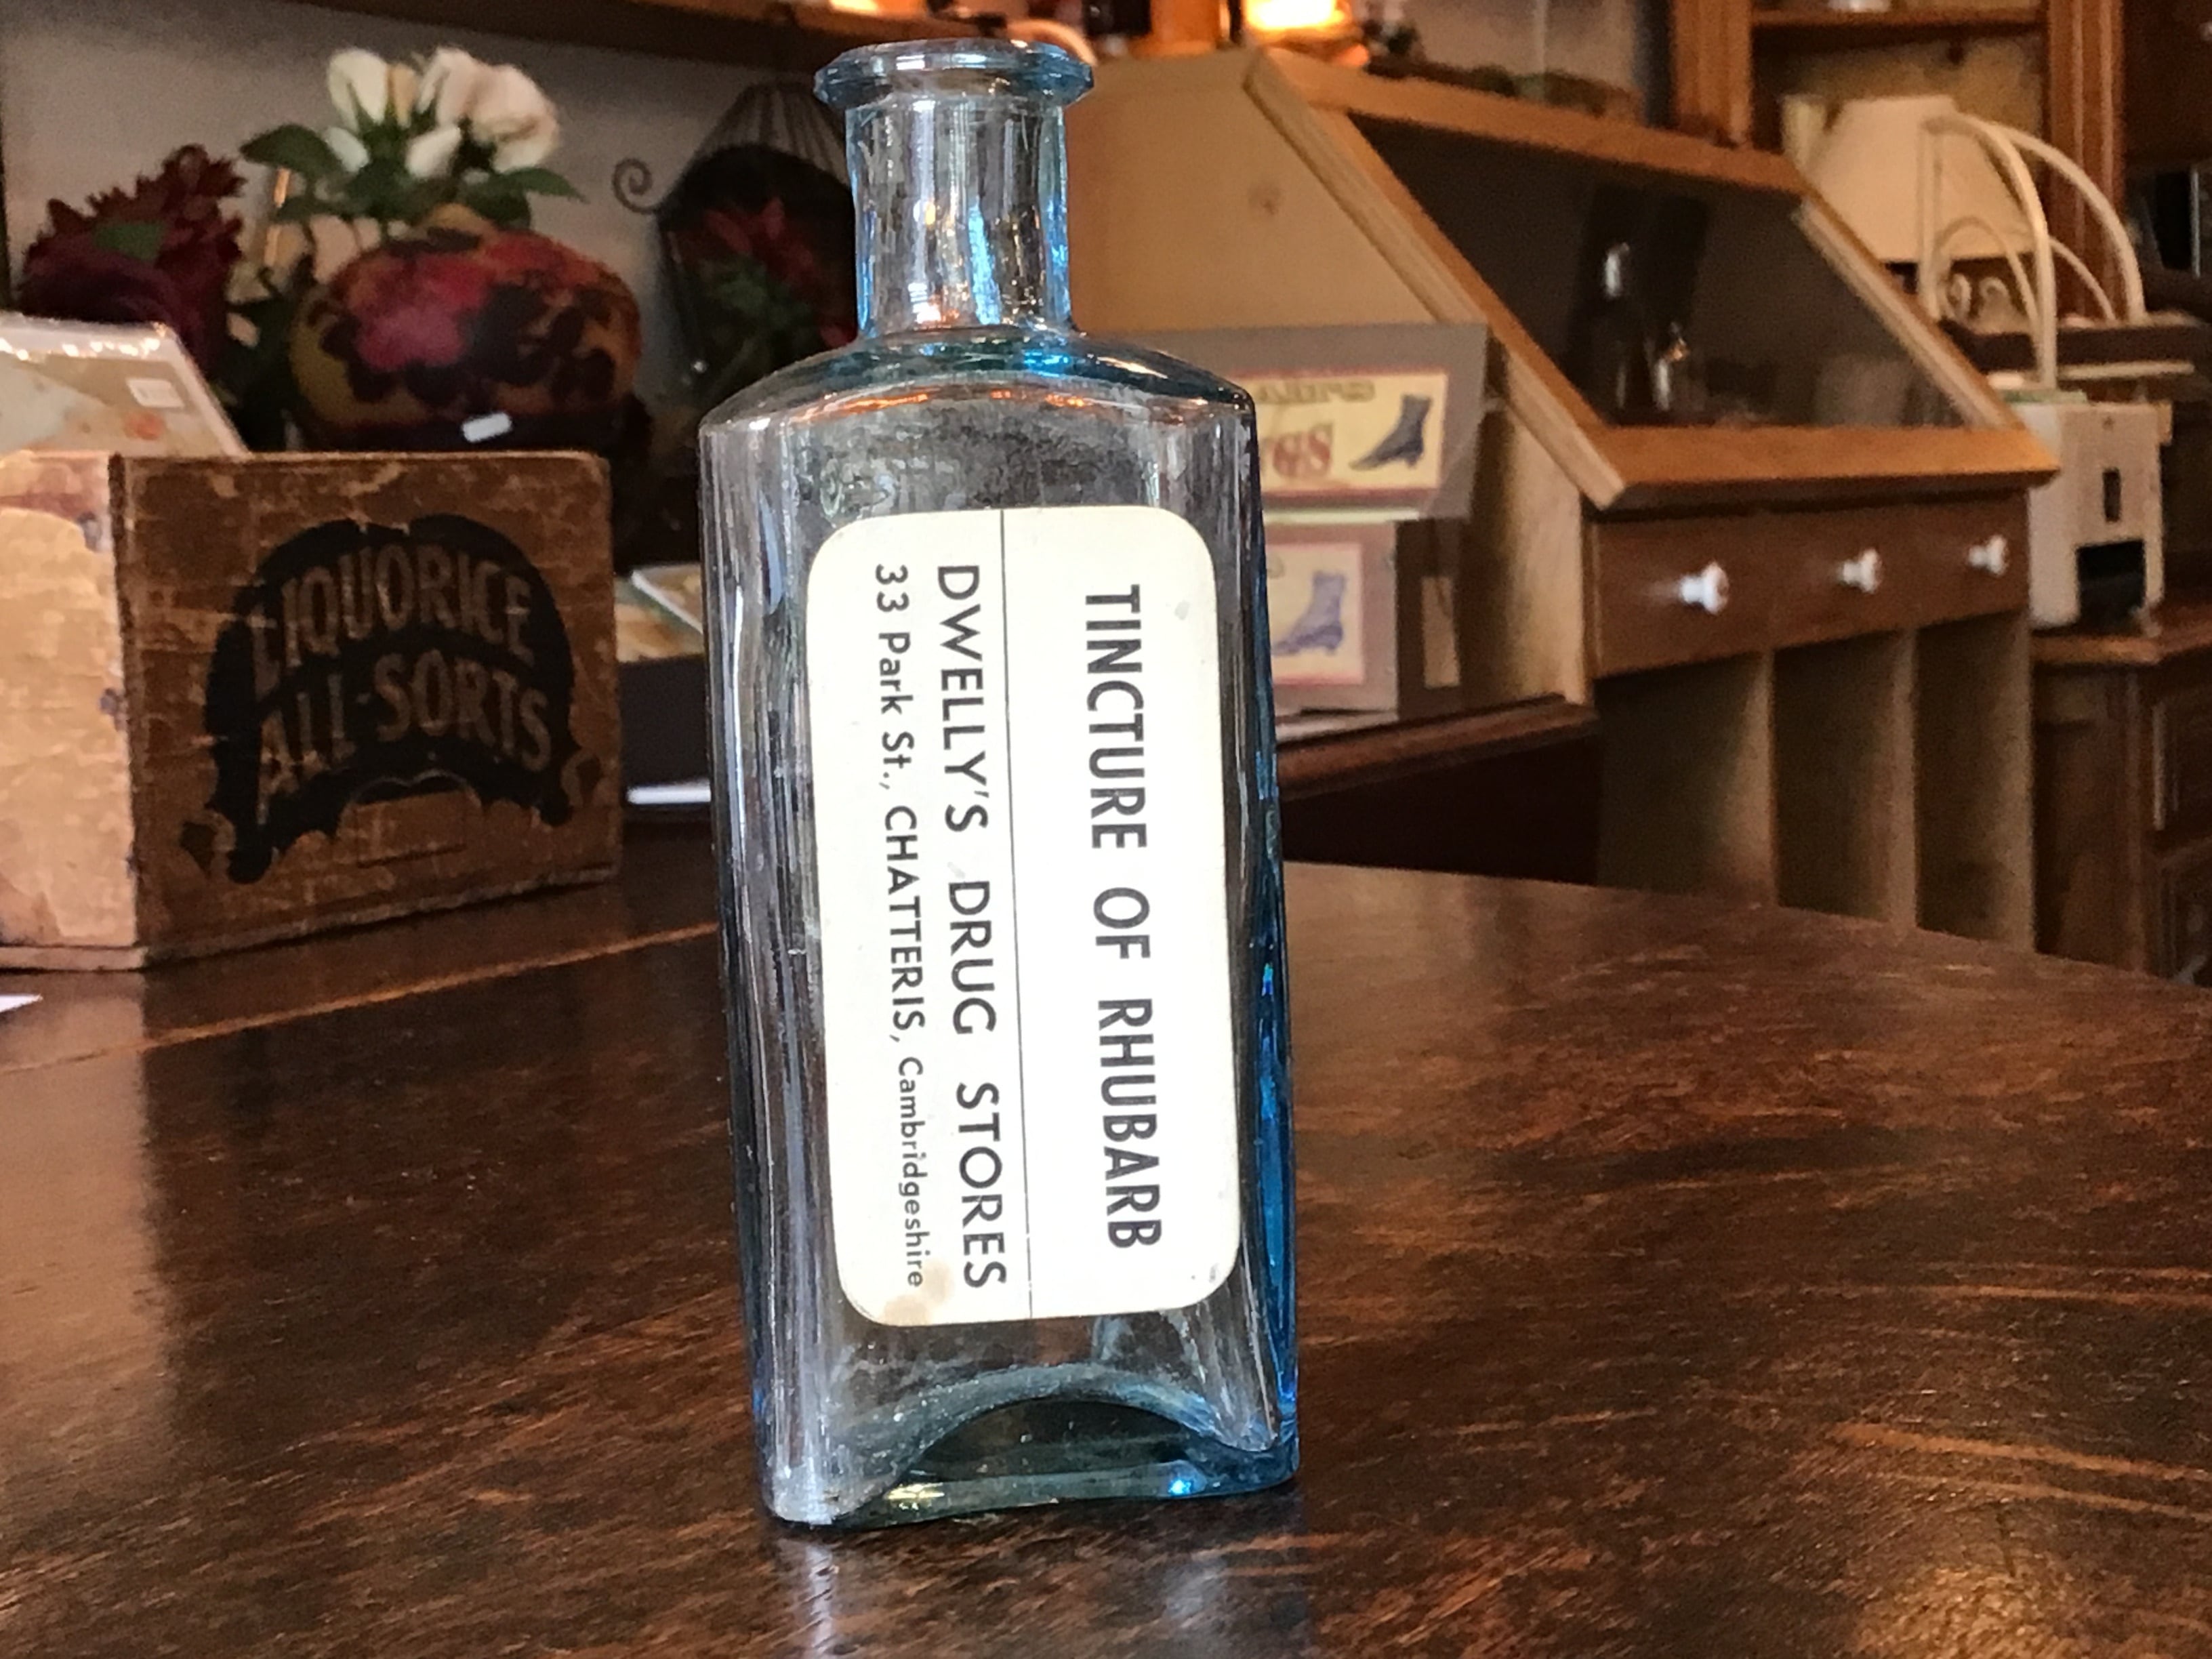 TINCTURE OF RHUBARB
DWELLY'S DRUG STORES
33 Park St., CHATTERIS, Cambridgeshire
LIQUORICE
ALL-SORTS